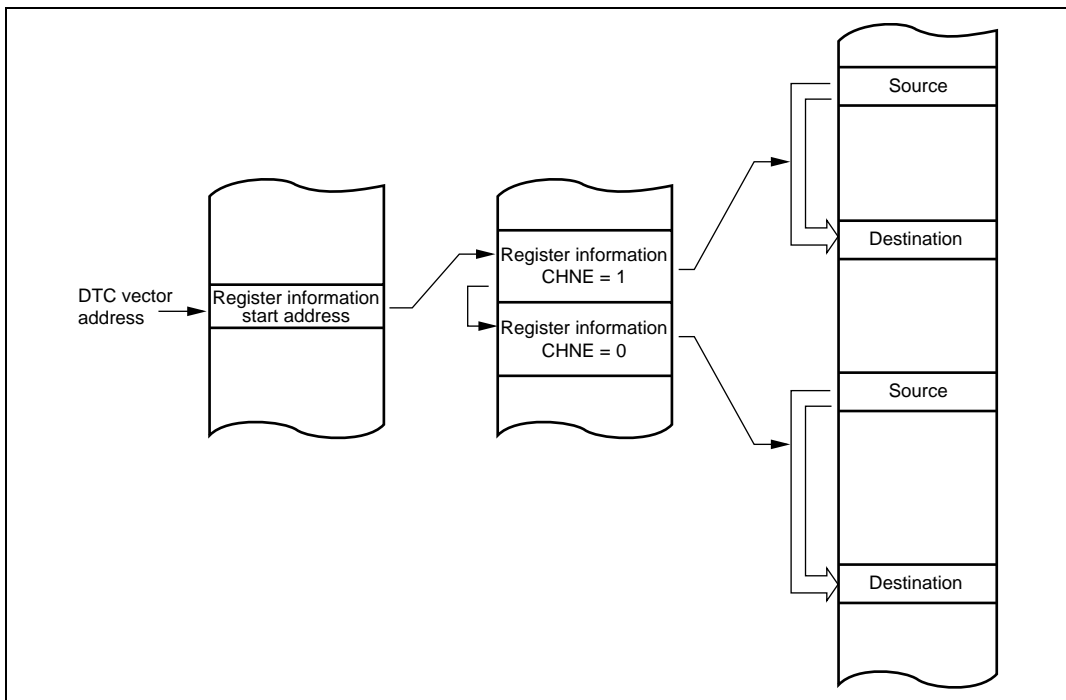 DTC vector
address
Register information
start address
Register information
CHNE = 1
Register information
CHNE = 0
Source
Destination
Source
Destination